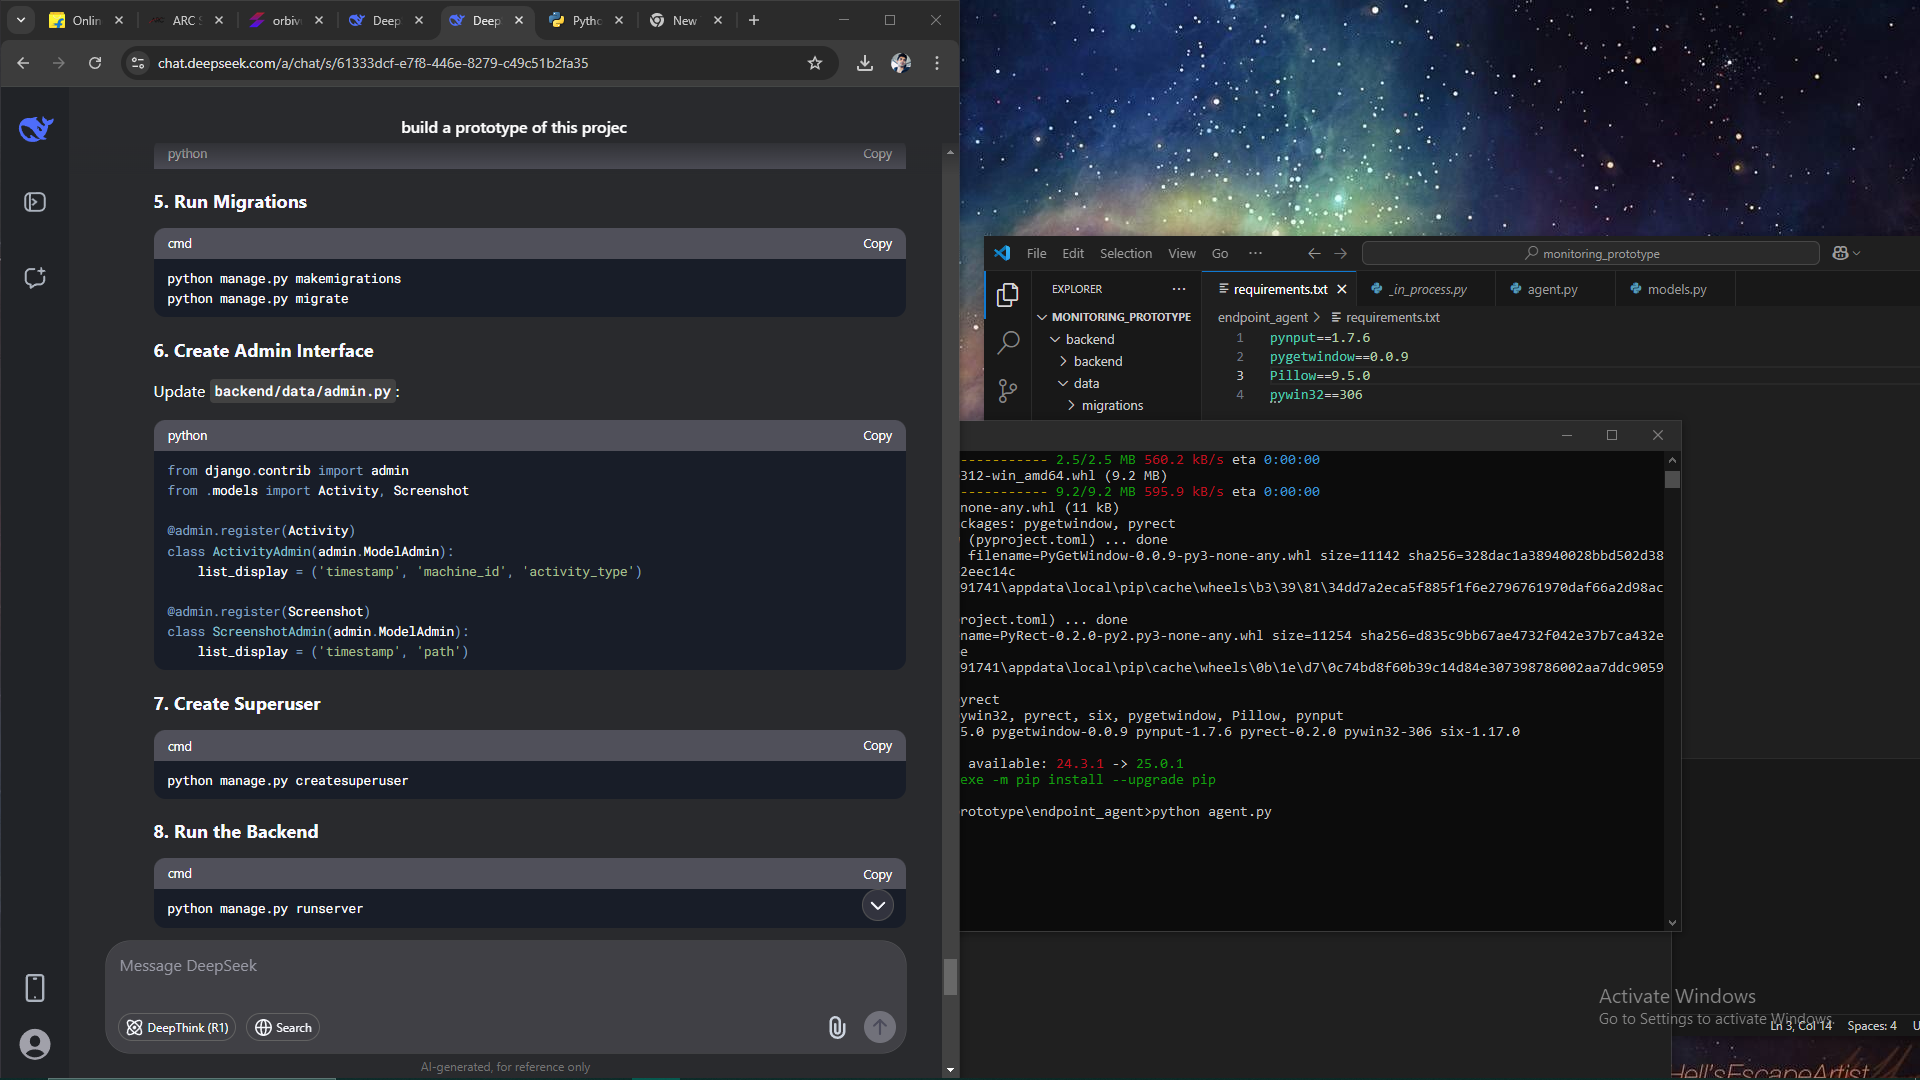 Onlin
ARC S
orbiv
Deep
Deep
Pytho
New
chat.deepseek.com/a/chat/s/61333dcf-e7f8-446e-8279-c49c51b2fa35
build a prototype of this projec
python
Copy
5. Run Migrations
cmd
Copy
python manage.py makemigrations
python manage.py migrate
6. Create Admin Interface
Update backend/data/admin.py:
python
Copy
from django.contrib import admin
from .models import Activity, Screenshot
@admin.register(Activity)
class ActivityAdmin(admin.ModelAdmin):
    list_display = ('timestamp', 'machine_id', 'activity_type')
@admin.register(Screenshot)
class ScreenshotAdmin(admin.ModelAdmin):
    list_display = ('timestamp', 'path')
7. Create Superuser
cmd
Copy
python manage.py createsuperuser
8. Run the Backend
cmd
Copy
python manage.py runserver
Message DeepSeek
DeepThink (R1)
Search
AI-generated, for reference only
File Edit Selection View Go ···
monitoring_prototype
EXPLORER
requirements.txt
_in_process.py
agent.py
models.py
MONITORING_PROTOTYPE
backend
backend
data
migrations
endpoint_agent > requirements.txt
1 pynput==1.7.6
2 pygetwindow==0.0.9
3 Pillow==9.5.0
4 pywin32==306
----------- 2.5/2.5 MB 560.2 kB/s eta 0:00:00
312-win_amd64.whl (9.2 MB)
----------- 9.2/9.2 MB 595.9 kB/s eta 0:00:00
none-any.whl (11 kB)
ckages: pygetwindow, pyrect
(pyproject.toml) ... done
filename=PyGetWindow-0.0.9-py3-none-any.whl size=11142 sha256=328dac1a38940028bbd502d38
2eec14c
91741\appdata\local\pip\cache\wheels\b3\39\81\34dd7a2eca5f885f1f6e2796761970daf66a2d98ac
roject.toml) ... done
name=PyRect-0.2.0-py2.py3-none-any.whl size=11254 sha256=d835c9bb67ae4732f042e37b7ca432e
e
91741\appdata\local\pip\cache\wheels\0b\1e\d7\0c74bd8f60b39c14d84e307398786002aa7ddc9059
yrect
ywin32, pyrect, six, pygetwindow, Pillow, pynput
5.0 pygetwindow-0.0.9 pynput-1.7.6 pyrect-0.2.0 pywin32-306 six-1.17.0
available: 24.3.1 -> 25.0.1
exe -m pip install --upgrade pip
rototype\endpoint_agent>python agent.py
Activate Windows
Go to Settings to activate Windows.
Ln 3, Col 14
Spaces: 4
U
Hell'sEscapeArtist